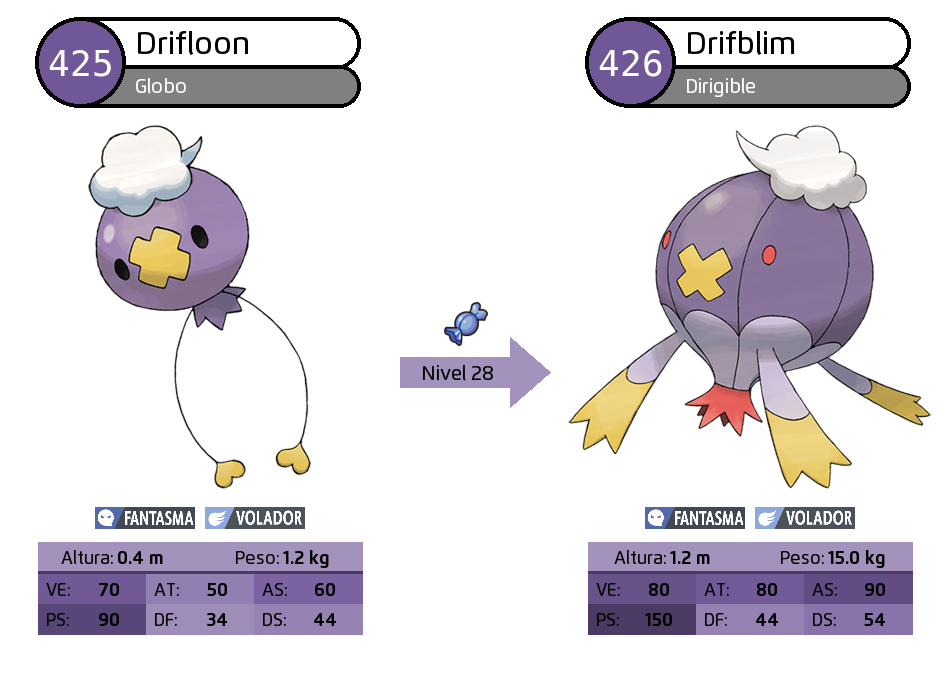 425
Drifloon
Globo
426
Drifblim
Dirigible
Nivel 28
FANTASMA VOLADOR
Altura: 0.4 m Peso: 1.2 kg
VE: 70 AT: 50 AS: 60
PS: 90 DF: 34 DS: 44
FANTASMA VOLADOR
Altura: 1.2 m Peso: 15.0 kg
VE: 80 AT: 80 AS: 90
PS: 150 DF: 44 DS: 54